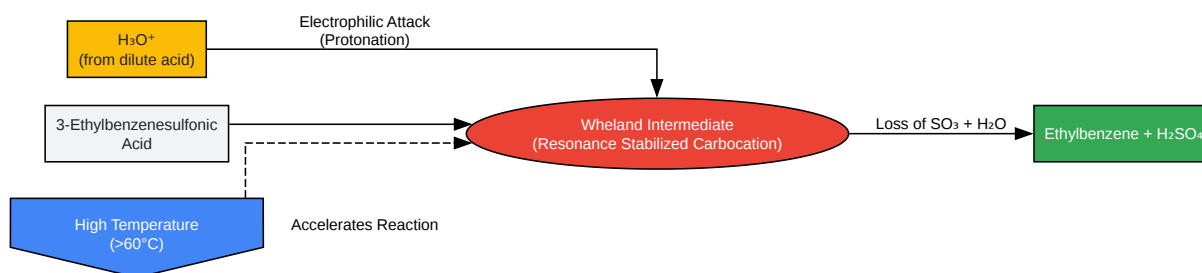 H₃O⁺
(from dilute acid)
Electrophilic Attack
(Protonation)
3-Ethylbenzenesulfonic
Acid
Wheland Intermediate
(Resonance Stabilized Carbocation)
Loss of SO₃ + H₂O
Ethylbenzene + H₂SO₄
High Temperature
(>60°C)
Accelerates Reaction